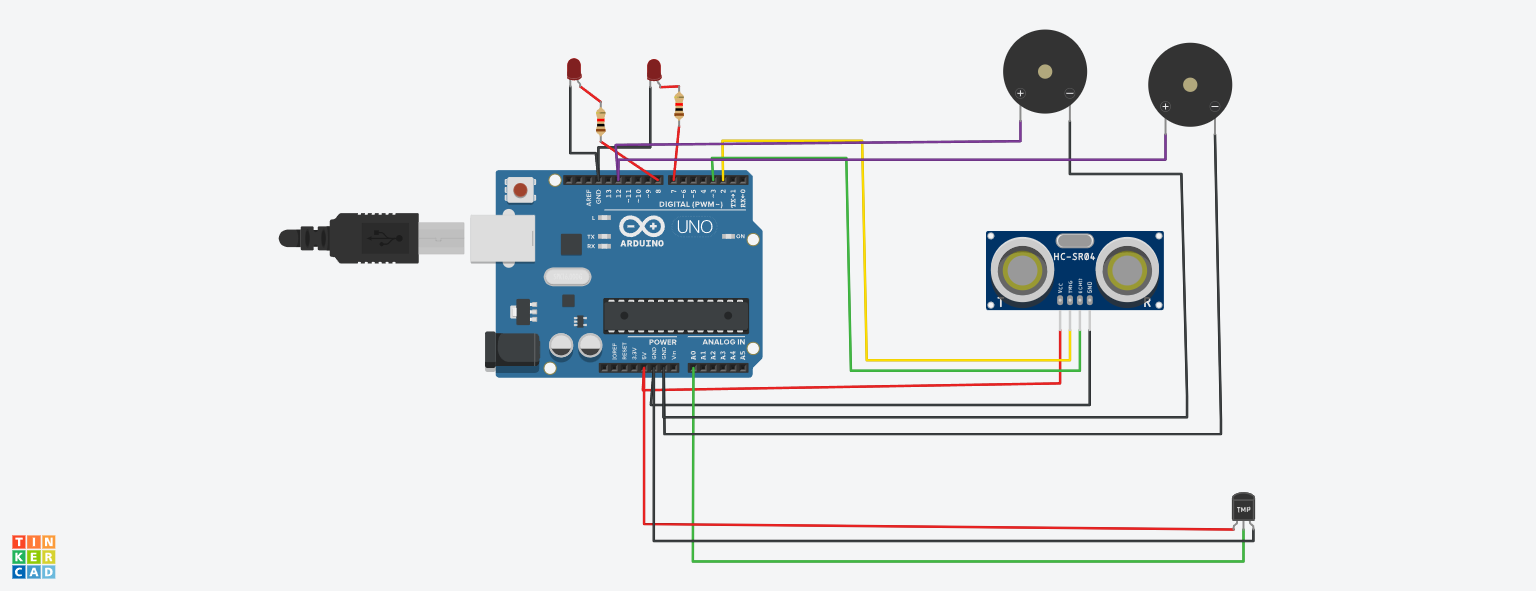 AREF
GND
13
12
~11
~10
~9
8
7
~6
~5
4
~3
2
TX→1
RX←0
DIGITAL (PWM~)
L
TX
RX
ARDUINO
UNO
ON
HC-SR04
VCC
TRIG
ECHO
GND
T
R
POWER
ANALOG IN
IOREF
RESET
3.3V
5V
GND
GND
Vin
A0
A1
A2
A3
A4
A5
TMP
TIN
KER
CAD